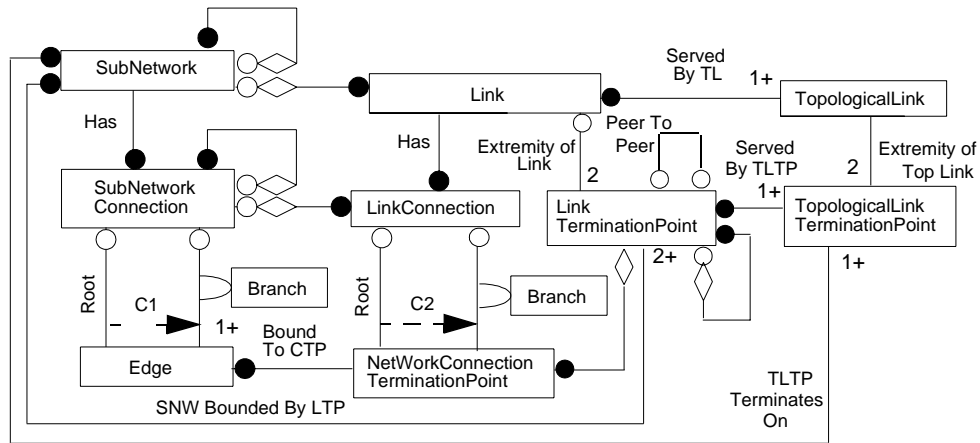 SubNetwork
Served
By TL
1+
Link
TopologicalLink
Has
Has
Extremity of
Link
Peer To
Peer
Served
By TLTP
Extremity of
Top Link
2
2
1+
SubNetwork
Connection
LinkConnection
Link
TerminationPoint
TopologicalLink
TerminationPoint
2+
1+
Root
C1
Branch
1+
Root
C2
Branch
Bound
To CTP
Edge
NetWorkConnection
TerminationPoint
SNW Bounded By LTP
TLTP
Terminates
On